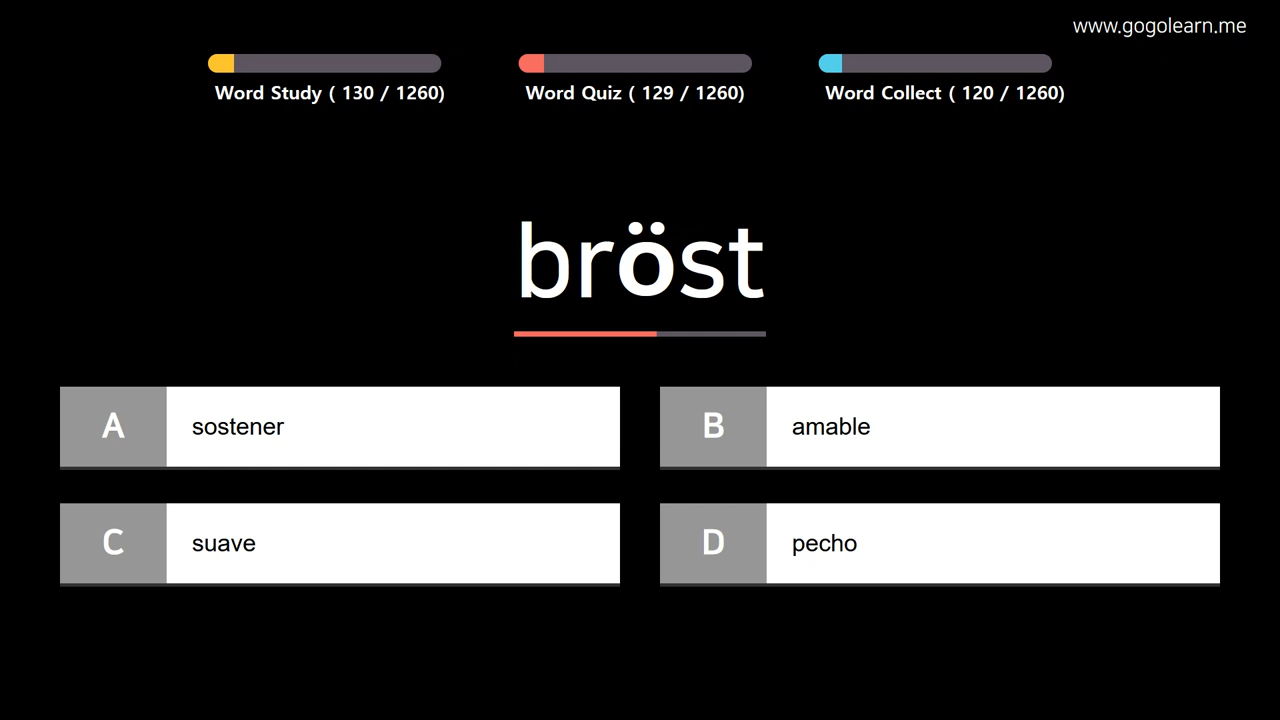 www.gogolearn.me
Word Study ( 130 / 1260)
Word Quiz ( 129 / 1260)
Word Collect ( 120 / 1260)
bröst
A sostener
B amable
C suave
D pecho